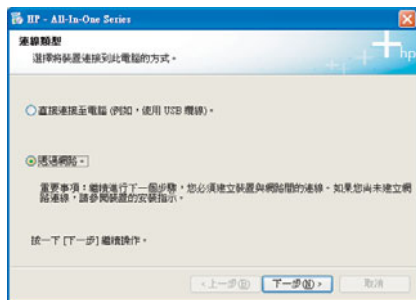 HP - All-In-One Series
連線類型
選擇將裝置連接到此電腦的方式。
hp
直接連接至電腦 (例如，使用 USB 纜線)。
透過網路。
重要事項：繼續進行下一個步驟，您必須建立裝置與網路間的連線。如果您尚未建立網
路連線，請參閱裝置的安裝指示。
按一下 [下一步] 繼續操作。
<上一步(B) 下一步(N)> 取消